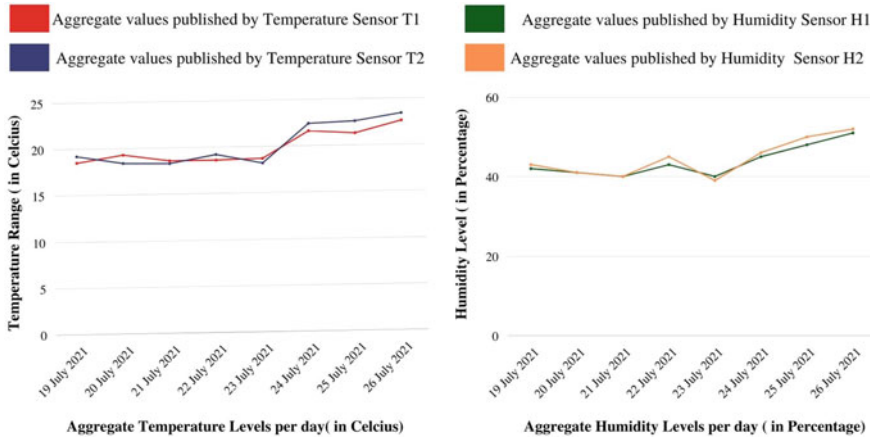 Aggregate values published by Temperature Sensor T1
Aggregate values published by Temperature Sensor T2
Temperature Range ( in Celcius)
25
20
15
10
5
0
19 July 2021
20 July 2021
21 July 2021
22 July 2021
23 July 2021
24 July 2021
25 July 2021
26 July 2021
Aggregate Temperature Levels per day( in Celcius)
Aggregate values published by Humidity Sensor H1
Aggregate values published by Humidity Sensor H2
Humidity Level ( in Percentage)
60
40
20
0
19 July 2021
20 July 2021
21 July 2021
22 July 2021
23 July 2021
24 July 2021
25 July 2021
26 July 2021
Aggregate Humidity Levels per day ( in Percentage)